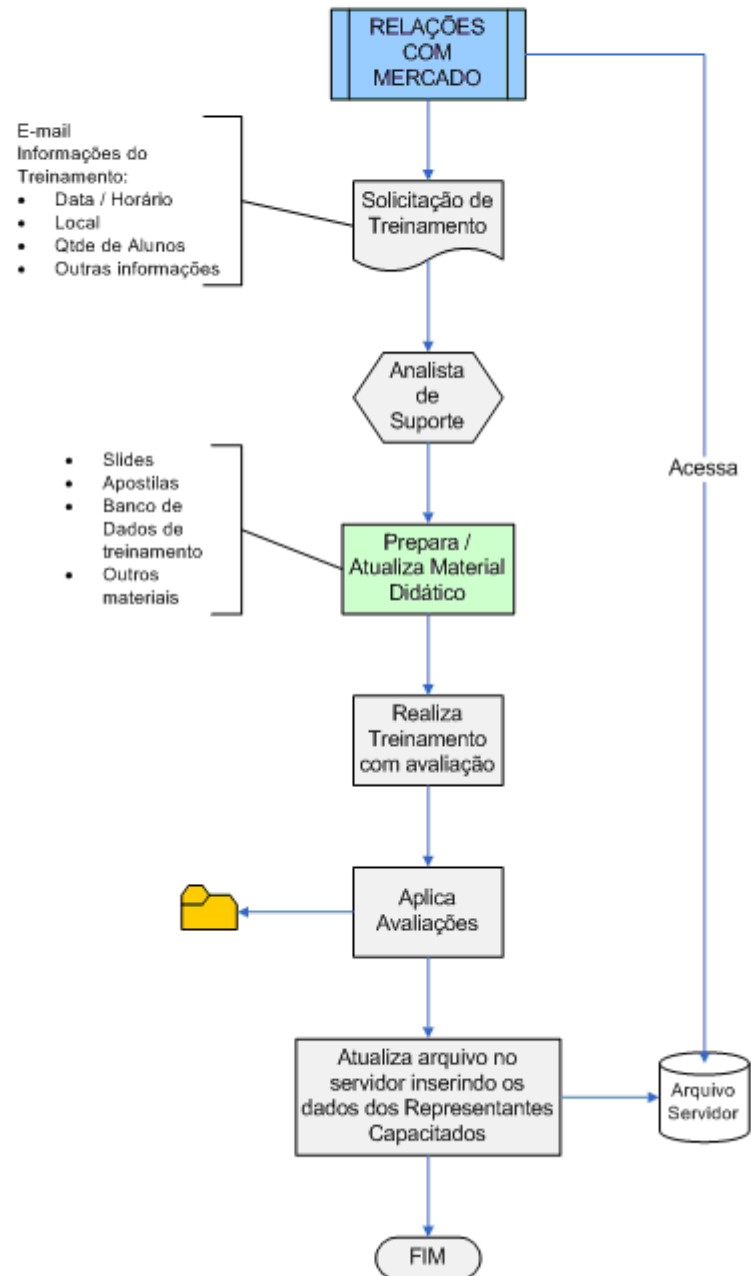 RELAÇÕES
COM
MERCADO
E-mail
Informações do
Treinamento:
• Data / Horário
• Local
• Qtde de Alunos
• Outras informações
Solicitação de
Treinamento
Analista
de
Suporte
• Slides
• Apostilas
• Banco de
Dados de
treinamento
• Outros
materiais
Acessa
Prepara /
Atualiza Material
Didático
Realiza
Treinamento
com avaliação
Aplica
Avaliações
Atualiza arquivo no
servidor inserindo os
dados dos Representantes
Capacitados
Arquivo
Servidor
FIM